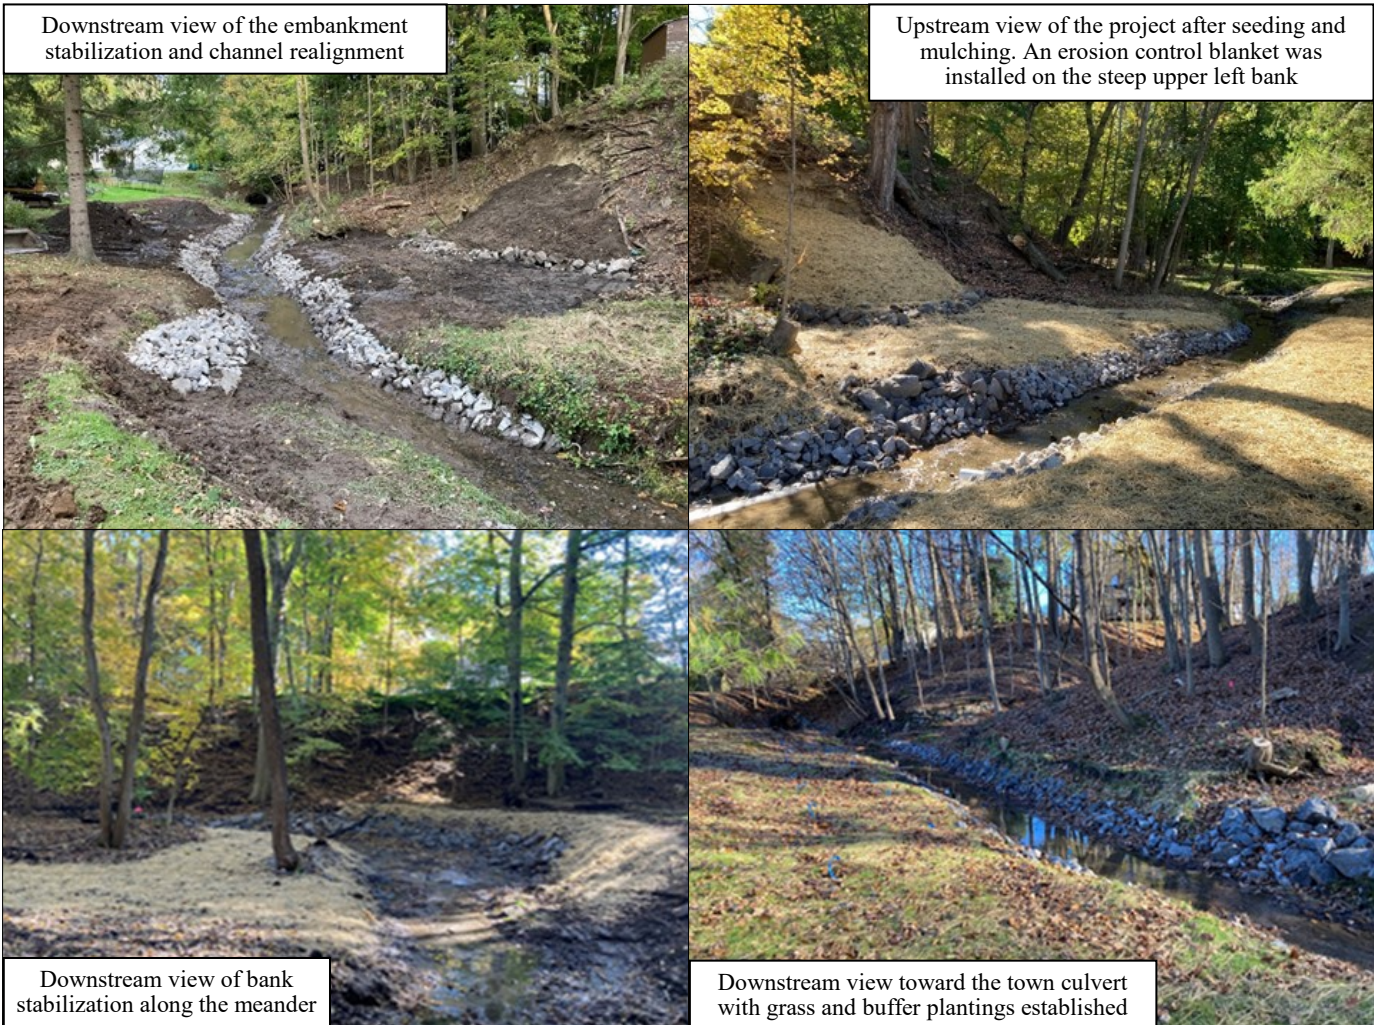 Downstream view of the embankment
stabilization and channel realignment
Upstream view of the project after seeding and
mulching. An erosion control blanket was
installed on the steep upper left bank
Downstream view of bank
stabilization along the meander
Downstream view toward the town culvert
with grass and buffer plantings established